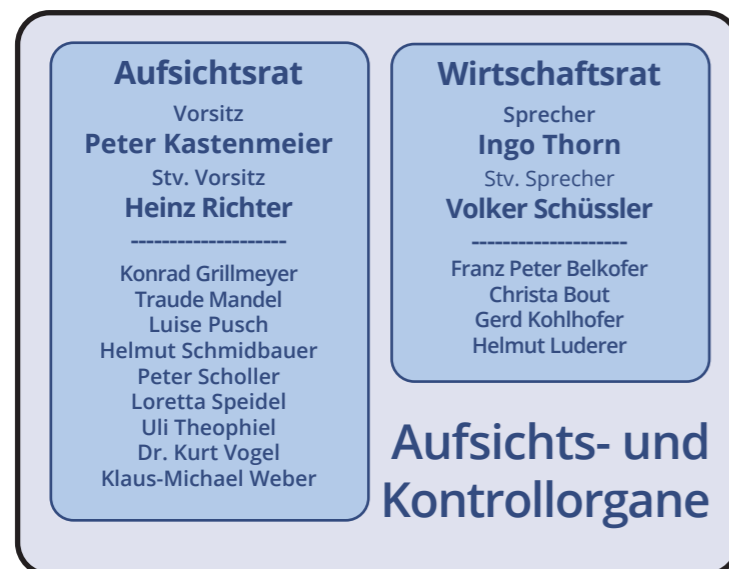 Aufsichtsrat
Vorsitz
Peter Kastenmeier
Stv. Vorsitz
Heinz Richter
--------------------
Konrad Grillmeyer
Traude Mandel
Luise Pusch
Helmut Schmidbauer
Peter Scholler
Loretta Speidel
Uli Theophiel
Dr. Kurt Vogel
Klaus-Michael Weber
Wirtschaftsrat
Sprecher
Ingo Thorn
Stv. Sprecher
Volker Schüssler
--------------------
Franz Peter Belkofer
Christa Bout
Gerd Kohlhofer
Helmut Luderer
Aufsichts- und
Kontrollorgane